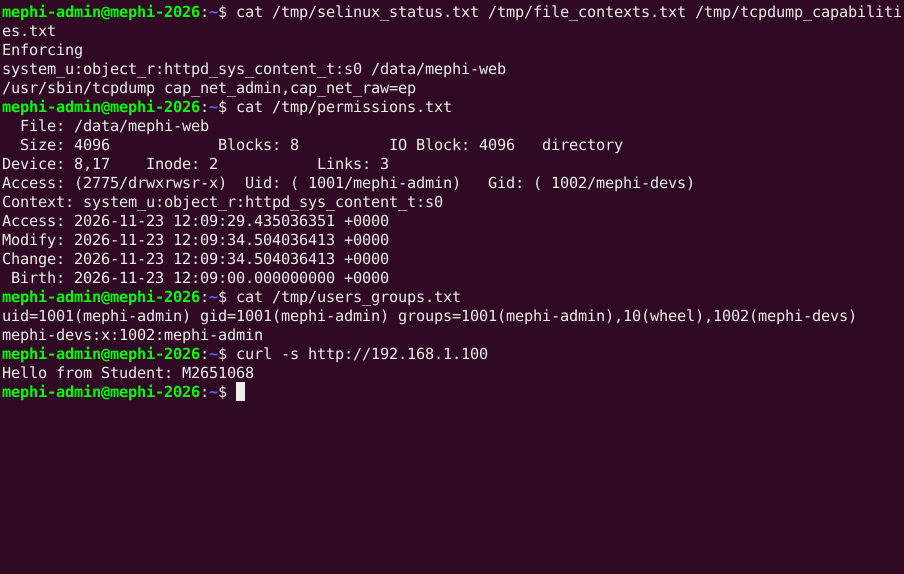 mephi-admin@mephi-2026:~$ cat /tmp/selinux_status.txt /tmp/file_contexts.txt /tmp/tcpdump_capabiliti
es.txt
Enforcing
system_u:object_r:httpd_sys_content_t:s0 /data/mephi-web
/usr/sbin/tcpdump cap_net_admin,cap_net_raw=ep
mephi-admin@mephi-2026:~$ cat /tmp/permissions.txt
  File: /data/mephi-web
  Size: 4096            Blocks: 8          IO Block: 4096   directory
Device: 8,17    Inode: 2           Links: 3
Access: (2775/drwxrwsr-x)  Uid: ( 1001/mephi-admin)   Gid: ( 1002/mephi-devs)
Context: system_u:object_r:httpd_sys_content_t:s0
Access: 2026-11-23 12:09:29.435036351 +0000
Modify: 2026-11-23 12:09:34.504036413 +0000
Change: 2026-11-23 12:09:34.504036413 +0000
 Birth: 2026-11-23 12:09:00.000000000 +0000
mephi-admin@mephi-2026:~$ cat /tmp/users_groups.txt
uid=1001(mephi-admin) gid=1001(mephi-admin) groups=1001(mephi-admin),10(wheel),1002(mephi-devs)
mephi-devs:x:1002:mephi-admin
mephi-admin@mephi-2026:~$ curl -s http://192.168.1.100
Hello from Student: M2651068
mephi-admin@mephi-2026:~$